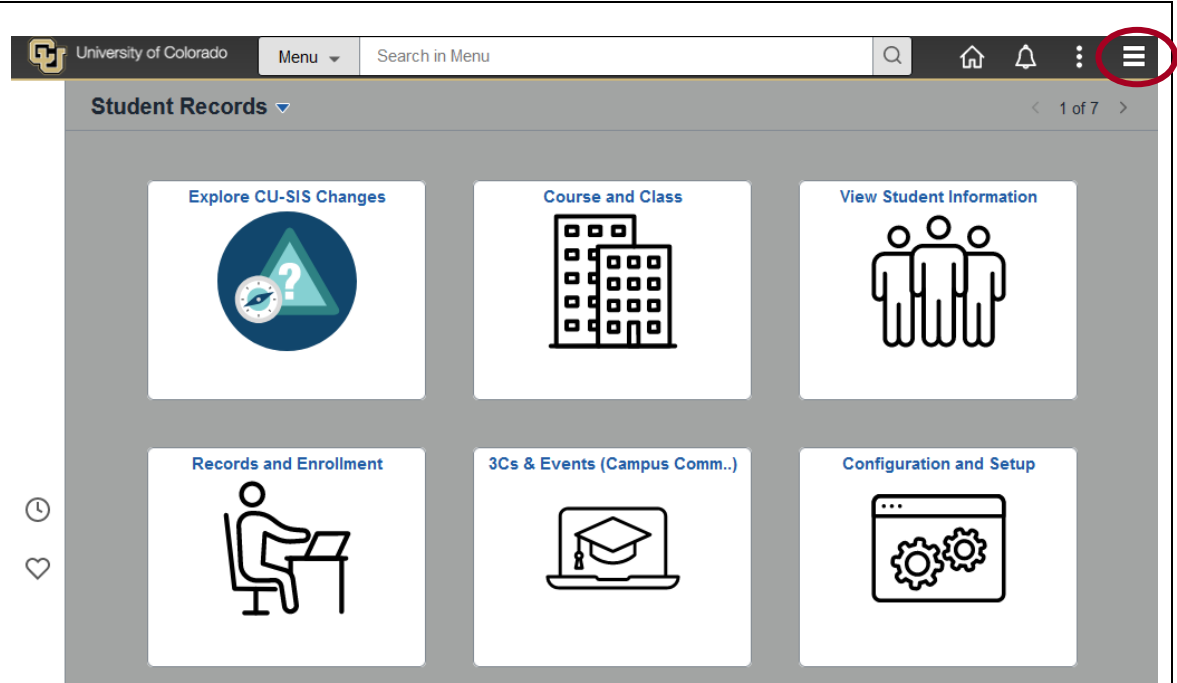 University of Colorado
Menu
Search in Menu
Student Records
1 of 7
Explore CU-SIS Changes
Course and Class
View Student Information
?
Records and Enrollment
3Cs & Events (Campus Comm..)
Configuration and Setup